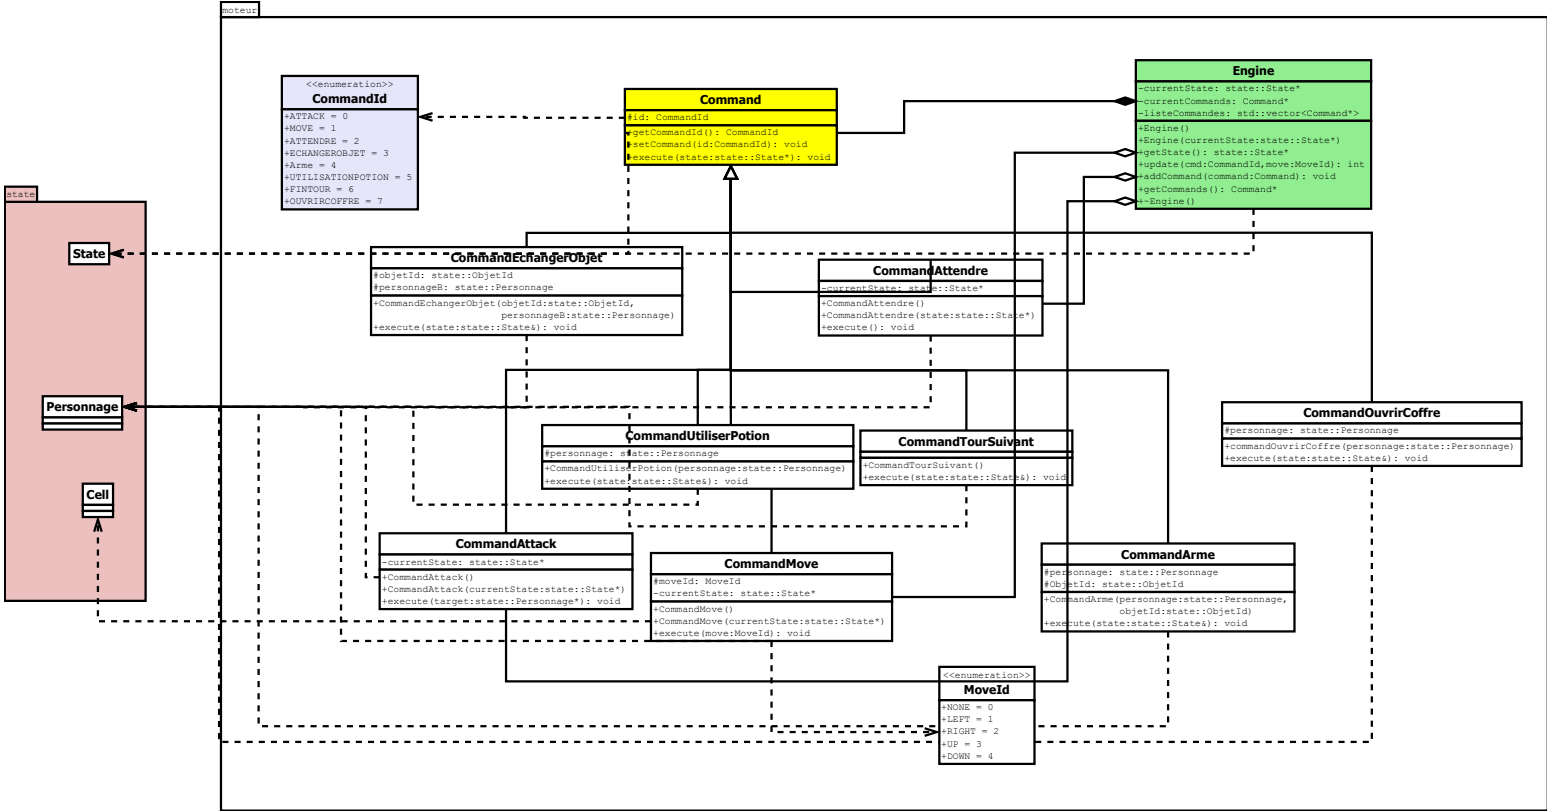 moteur
<<enumeration>>
CommandId
+ATTACK = 0
+MOVE = 1
+ATTENDRE = 2
+ECHANGEROBJET = 3
+Arme = 4
+UTILISATIONPOTION = 5
+FINTOUR = 6
+OUVRIRCOFFRE = 7
Command
#id: CommandId
+getCommandId(): CommandId
+setCommand(id:CommandId): void
+execute(state:state::State*): void
Engine
-currentState: state::State*
-currentCommands: Command*
-listeCommandes: std::vector<Command*>
+Engine()
+Engine(currentState:state::State*)
+getState(): state::State*
+update(cmd:CommandId,move:MoveId): int
+addCommand(command:Command): void
+getCommands(): Command*
+~Engine()
state
State
Personnage
Cell
CommandEchangerObjet
#objetId: state::ObjetId
#personnageB: state::Personnage
+CommandEchangerObjet(objetId:state::ObjetId,
personnageB:state::Personnage)
+execute(state:state::State&): void
CommandAttendre
-currentState: state::State*
+CommandAttendre()
+CommandAttendre(state:state::State*)
+execute(): void
CommandUtiliserPotion
#personnage: state::Personnage
+CommandUtiliserPotion(personnage:state::Personnage)
+execute(state:state::State&): void
CommandTourSuivant
+CommandTourSuivant()
+execute(state:state::State&): void
CommandOuvrirCoffre
#personnage: state::Personnage
+commandOuvrirCoffre(personnage:state::Personnage)
+execute(state:state::State&): void
CommandAttack
-currentState: state::State*
+CommandAttack()
+CommandAttack(currentState:state::State*)
+execute(target:state::Personnage*): void
CommandMove
#moveId: MoveId
-currentState: state::State*
+CommandMove()
+CommandMove(currentState:state::State*)
+execute(move:MoveId): void
CommandArme
#personnage: state::Personnage
#ObjetId: state::ObjetId
+CommandArme(personnage:state::Personnage,
objetId:state::ObjetId)
+execute(state:state::State&): void
<<enumeration>>
MoveId
+NONE = 0
+LEFT = 1
+RIGHT = 2
+UP = 3
+DOWN = 4